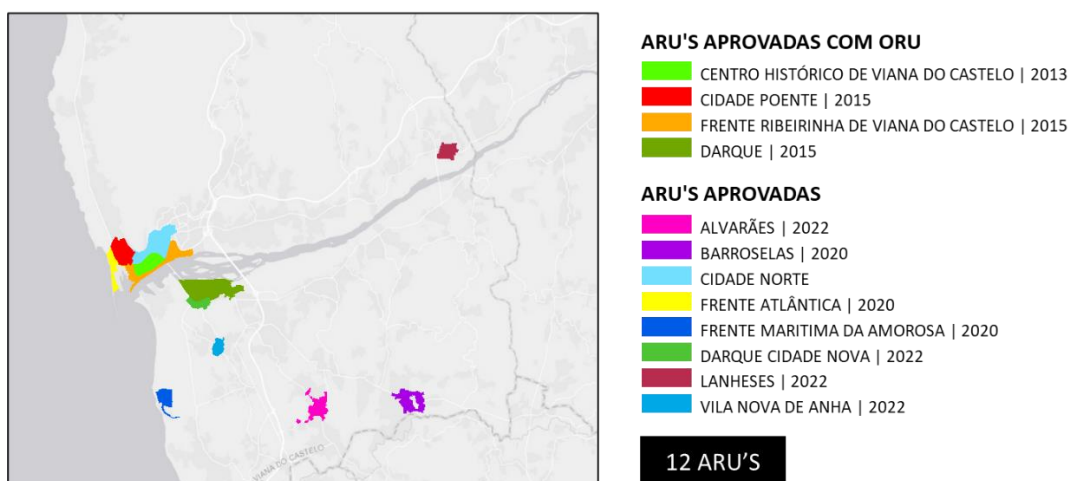 ARU'S APROVADAS COM ORU
CENTRO HISTÓRICO DE VIANA DO CASTELO | 2013
CIDADE POENTE | 2015
FRENTE RIBEIRINHA DE VIANA DO CASTELO | 2015
DARQUE | 2015
ARU'S APROVADAS
ALVARÃES | 2022
BARROSELAS | 2020
CIDADE NORTE
FRENTE ATLÂNTICA | 2020
FRENTE MARITIMA DA AMOROSA | 2020
DARQUE CIDADE NOVA | 2022
LANHESES | 2022
VILA NOVA DE ANHA | 2022
12 ARU’S
VIANA DO CASTELO